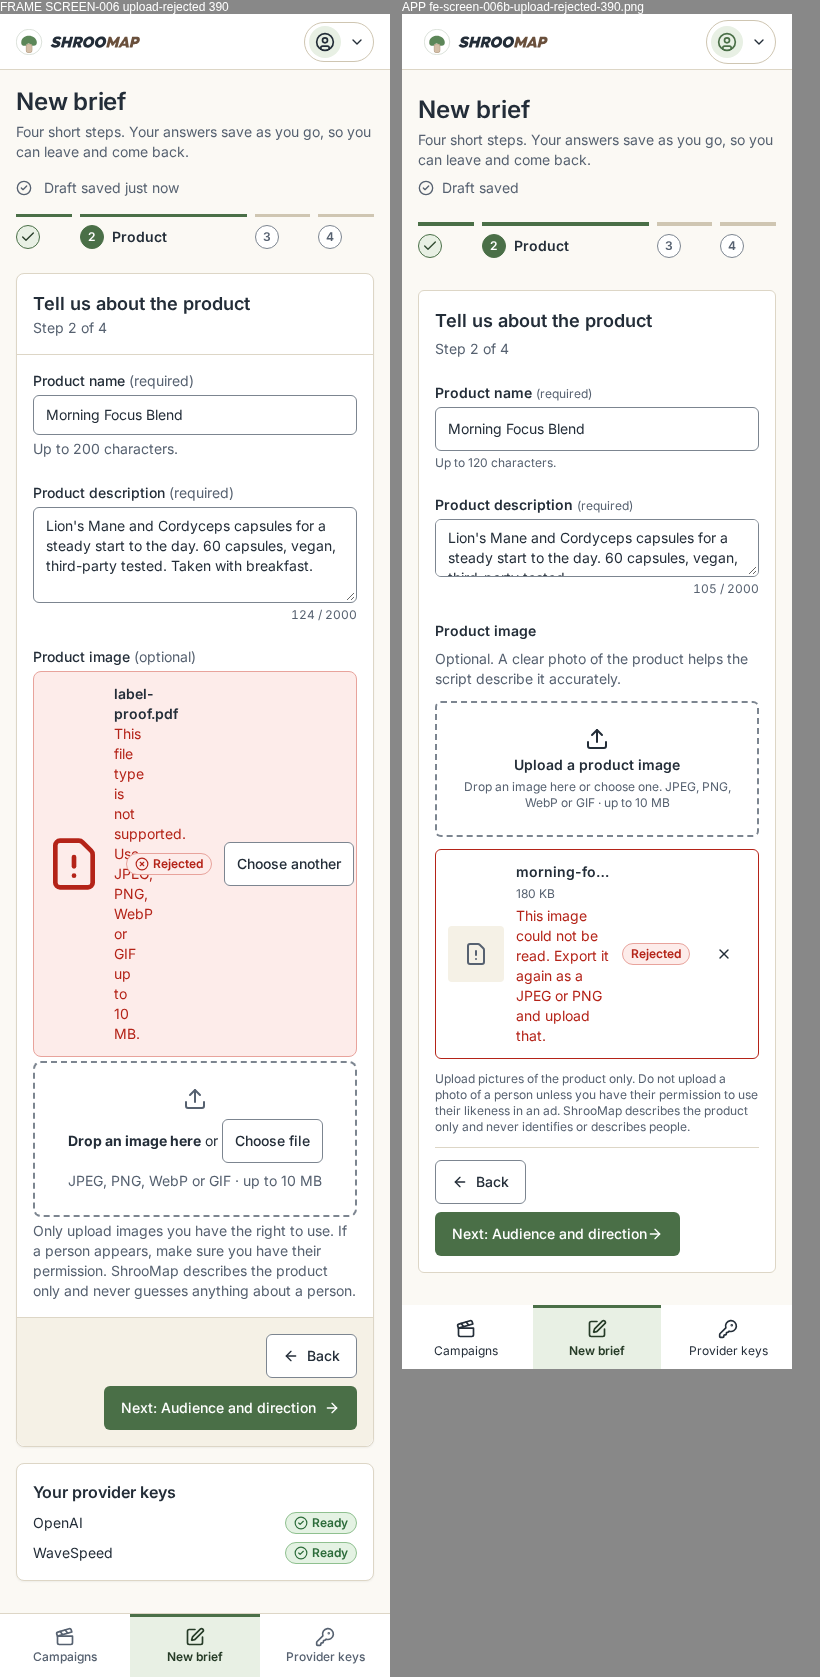 FRAME SCREEN-006 upload-rejected 390
SHROOMAP
New brief
Four short steps. Your answers save as you go, so you
can leave and come back.
Draft saved just now
2 Product
3
4
Tell us about the product
Step 2 of 4
Product name (required)
Morning Focus Blend
Up to 200 characters.
Product description (required)
Lion's Mane and Cordyceps capsules for a
steady start to the day. 60 capsules, vegan,
third-party tested. Taken with breakfast.
124 / 2000
Product image (optional)
label-
proof.pdf
This
file
type
is
not
supported.
Use
JPEG,
PNG,
WebP
or
GIF
up
to
10
MB.
Rejected
Choose another
Drop an image here or Choose file
JPEG, PNG, WebP or GIF · up to 10 MB
Only upload images you have the right to use. If
a person appears, make sure you have their
permission. ShrooMap describes the product
only and never guesses anything about a person.
Back
Next: Audience and direction
Your provider keys
OpenAI Ready
WaveSpeed Ready
Campaigns
New brief
Provider keys
APP fe-screen-006b-upload-rejected-390.png
SHROOMAP
New brief
Four short steps. Your answers save as you go, so you
can leave and come back.
Draft saved
2 Product
3
4
Tell us about the product
Step 2 of 4
Product name (required)
Morning Focus Blend
Up to 120 characters.
Product description (required)
Lion's Mane and Cordyceps capsules for a
steady start to the day. 60 capsules, vegan,
third-party tested.
105 / 2000
Product image
Optional. A clear photo of the product helps the
script describe it accurately.
Upload a product image
Drop an image here or choose one. JPEG, PNG,
WebP or GIF · up to 10 MB
morning-fo...
180 KB
This image
could not be
read. Export it
again as a
JPEG or PNG
and upload
that.
Rejected
Upload pictures of the product only. Do not upload a
photo of a person unless you have their permission to use
their likeness in an ad. ShrooMap describes the product
only and never identifies or describes people.
Back
Next: Audience and direction
Campaigns
New brief
Provider keys